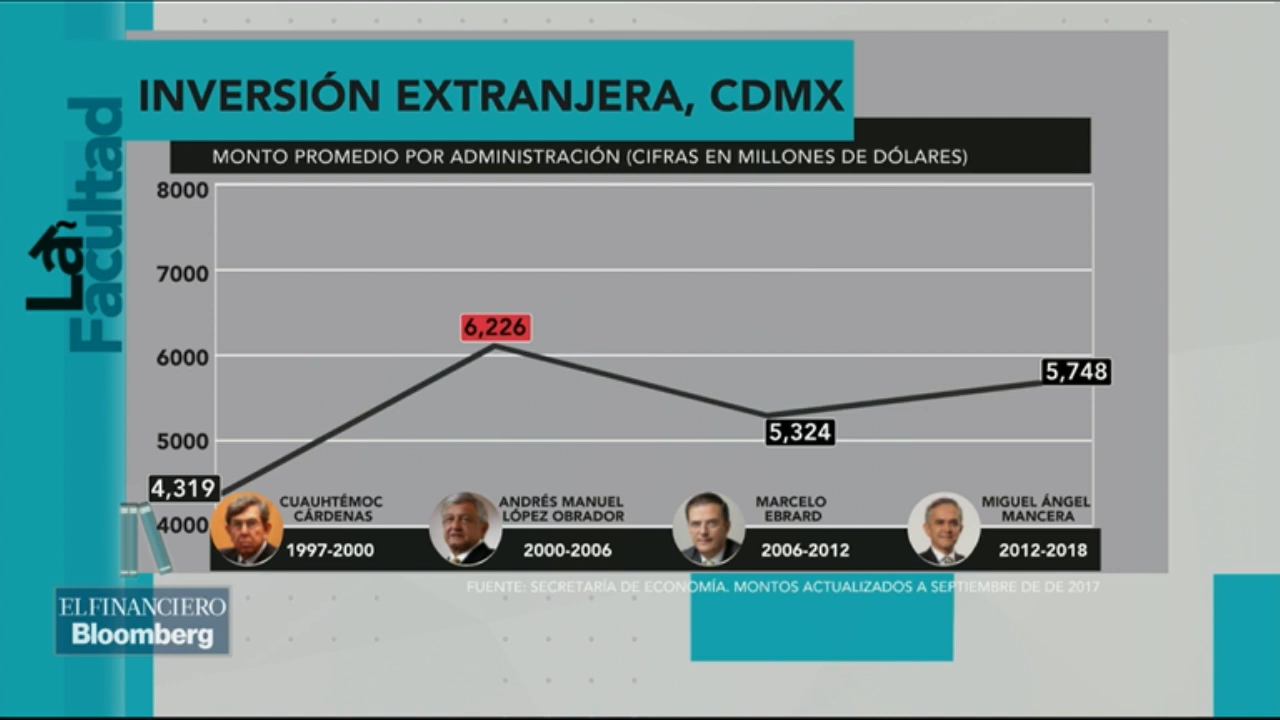 INVERSIÓN EXTRANJERA, CDMX
MONTO PROMEDIO POR ADMINISTRACIÓN (CIFRAS EN MILLONES DE DÓLARES)
La
Facultad
8000
7000
6000
5000
4000
4,319
6,226
5,324
5,748
CUAUHTÉMOC
CÁRDENAS
1997-2000
ANDRÉS MANUEL
LÓPEZ OBRADOR
2000-2006
MARCELO
EBRARD
2006-2012
MIGUEL ÁNGEL
MANCERA
2012-2018
FUENTE: SECRETARÍA DE ECONOMÍA. MONTOS ACTUALIZADOS A SEPTIEMBRE DE DE 2017
EL FINANCIERO
Bloomberg